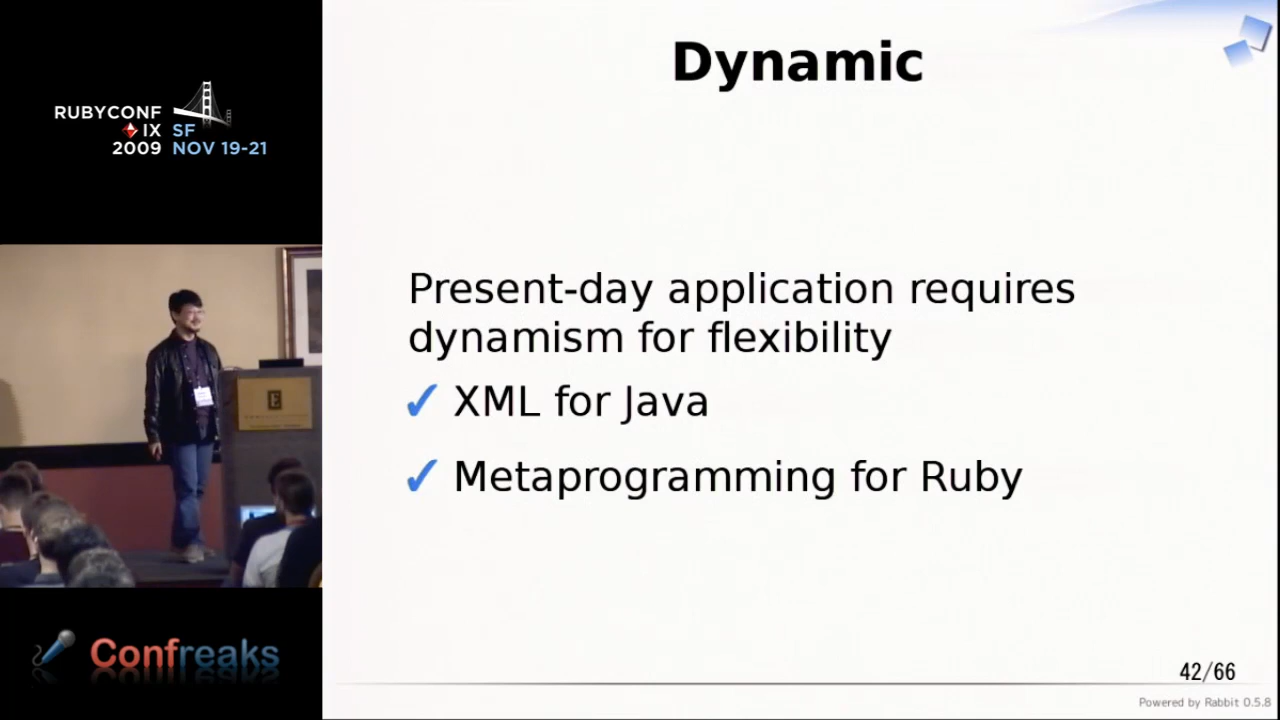 RUBYCONF
IX SF
2009 NOV 19-21
Dynamic
Present-day application requires
dynamism for flexibility
✓ XML for Java
✓ Metaprogramming for Ruby
E
Confreaks
42/66
Powered by Rabbit 0.5.8